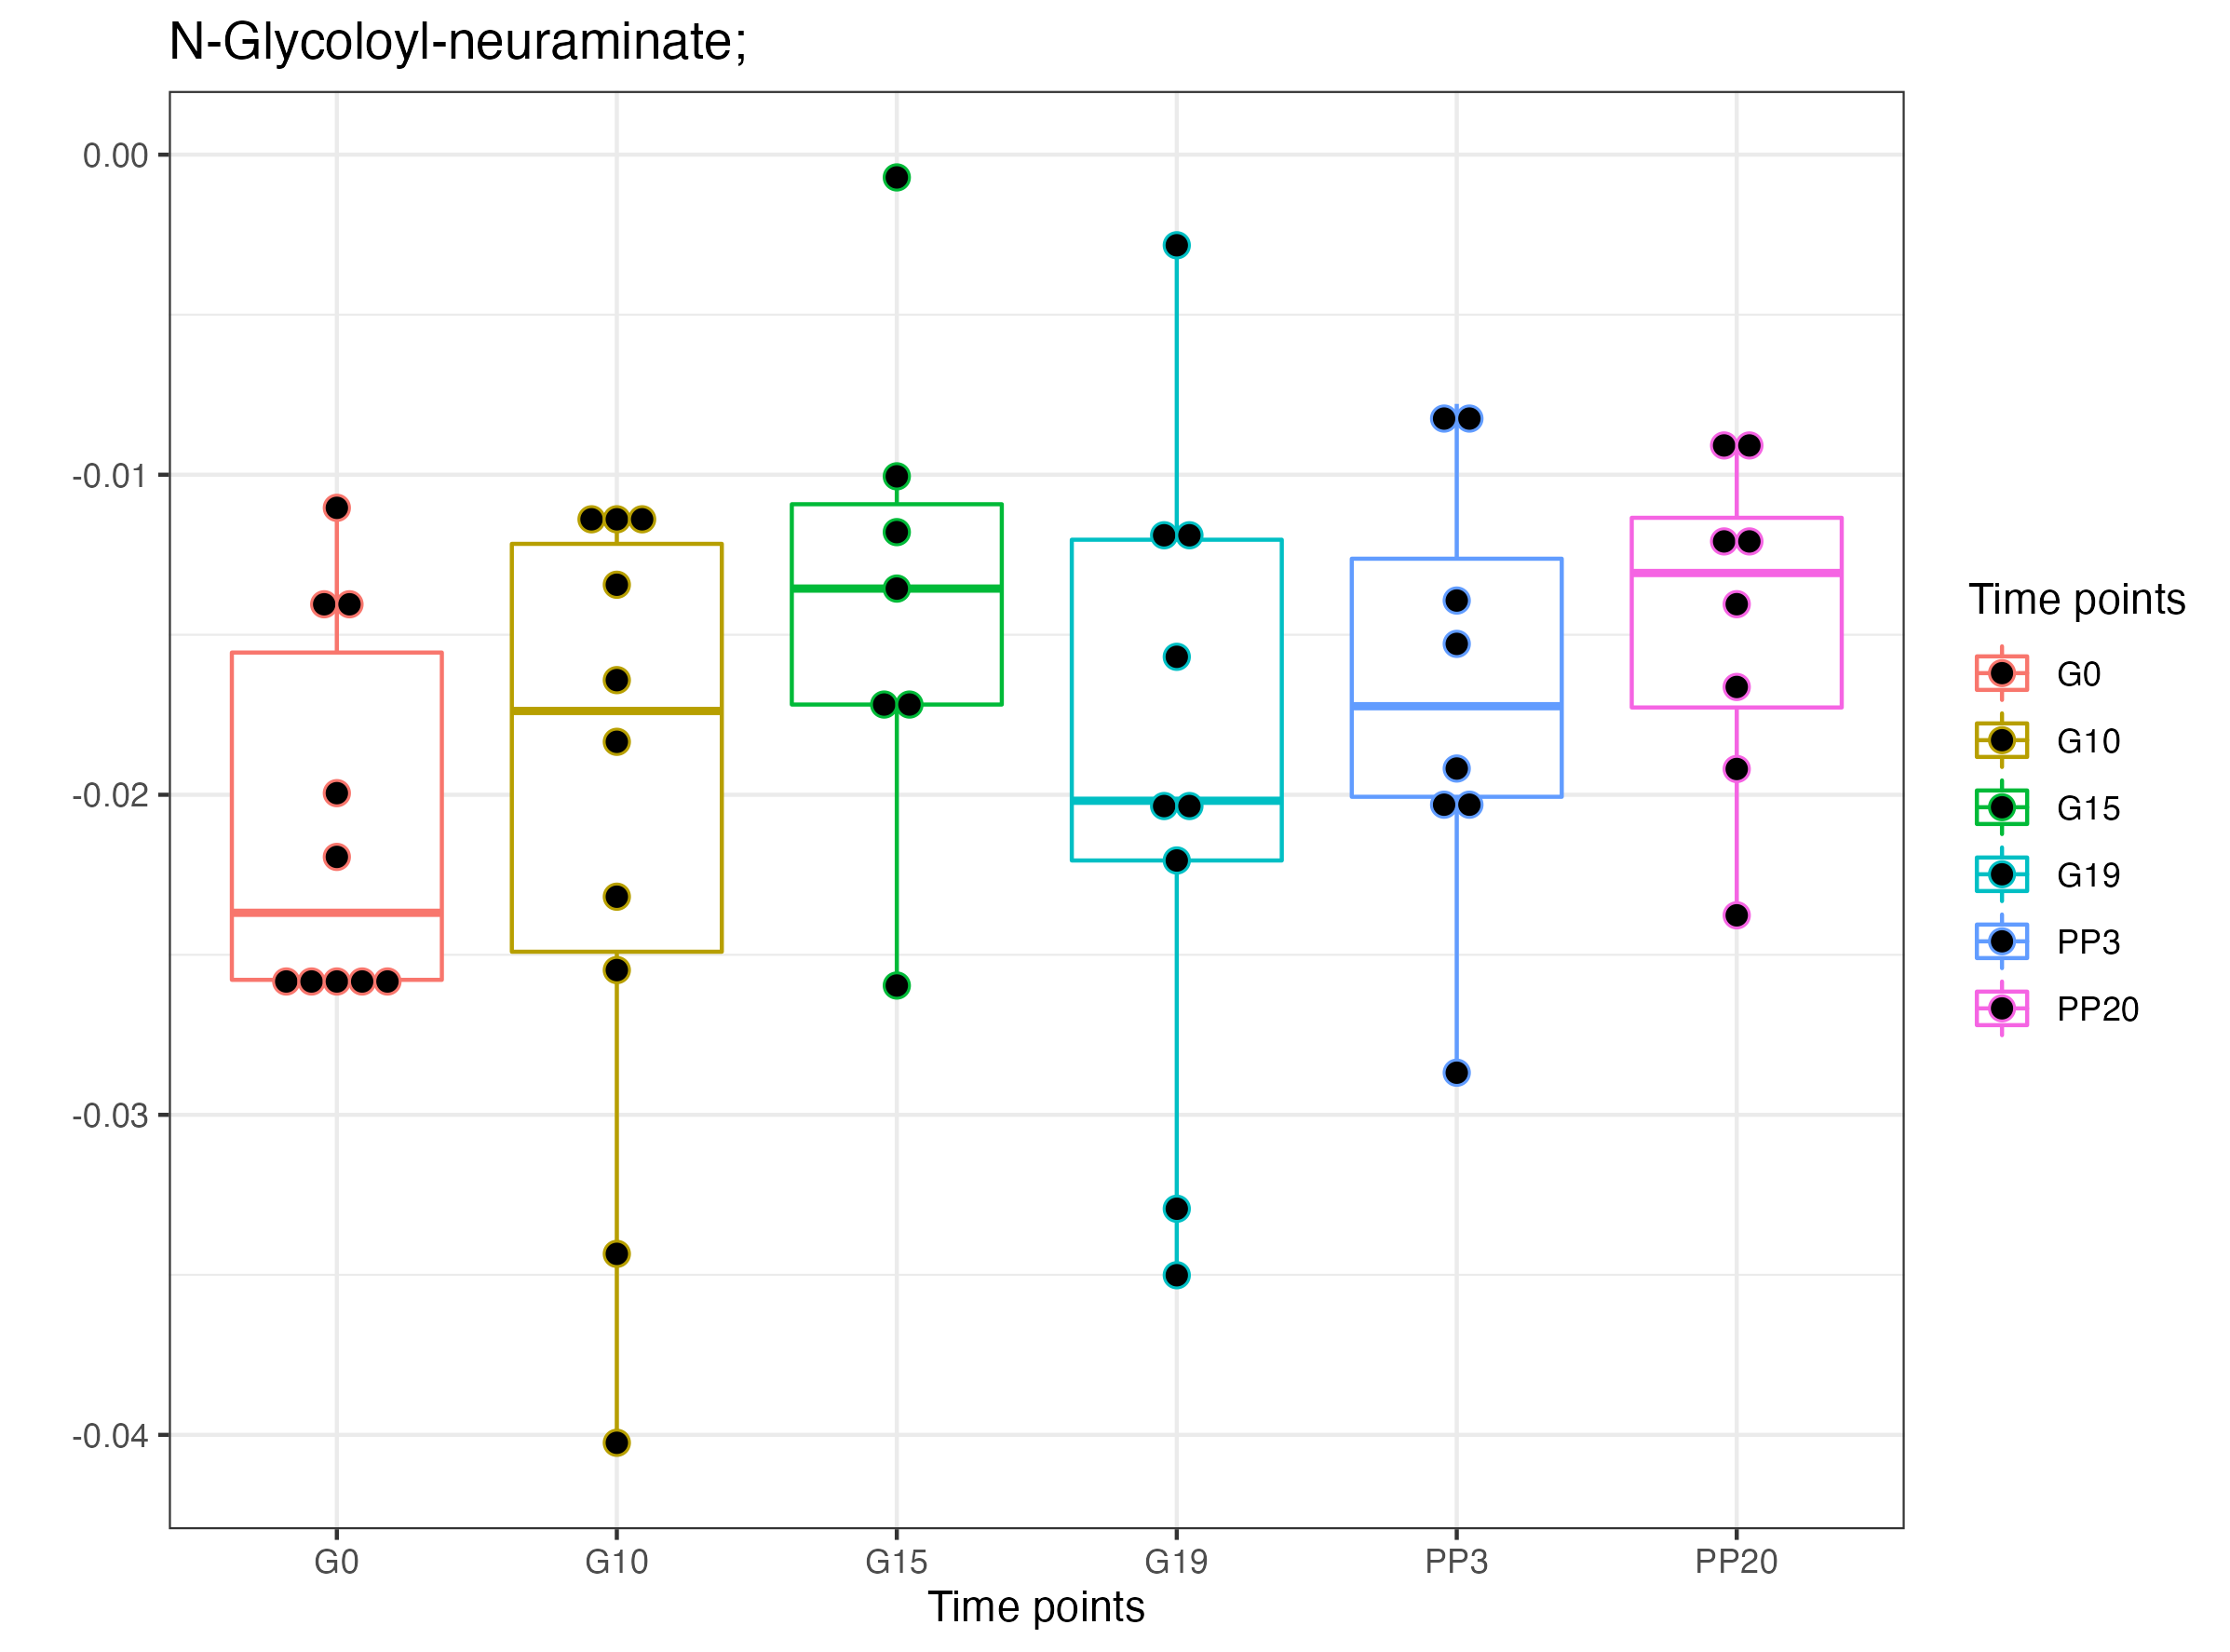 N-Glycoloyl-neuraminate;
0.00
-0.01
-0.02
-0.03
-0.04
G0 G10 G15 G19 PP3 PP20
Time points
Time points
G0
G10
G15
G19
PP3
PP20